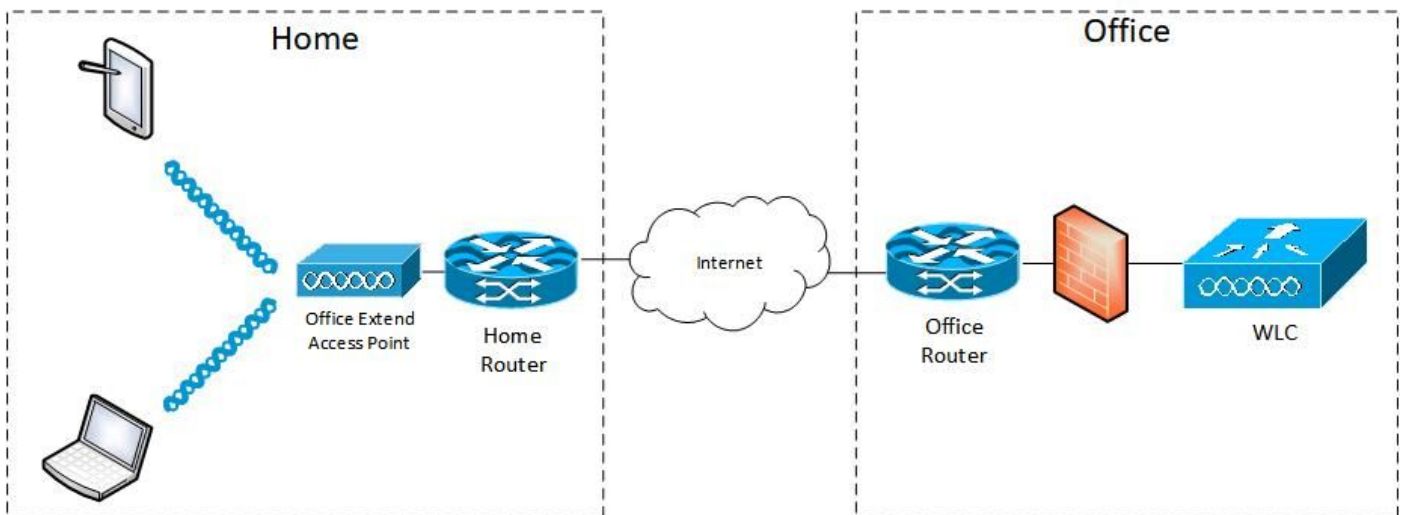 Home
Office
Office Extend
Access Point
Home
Router
Internet
Office
Router
WLC